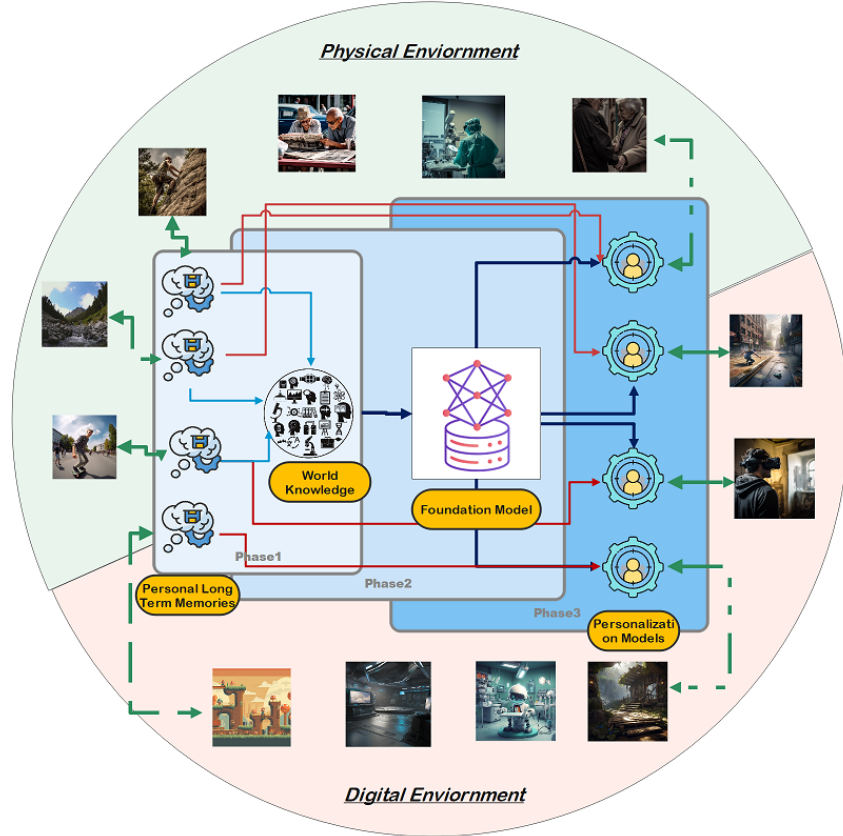 Physical Enviornment
World
Knowledge
Foundation Model
Phase1
Phase2
Personal Long
Term Memories
Phase3
Personalizati
on Models
Digital Enviornment